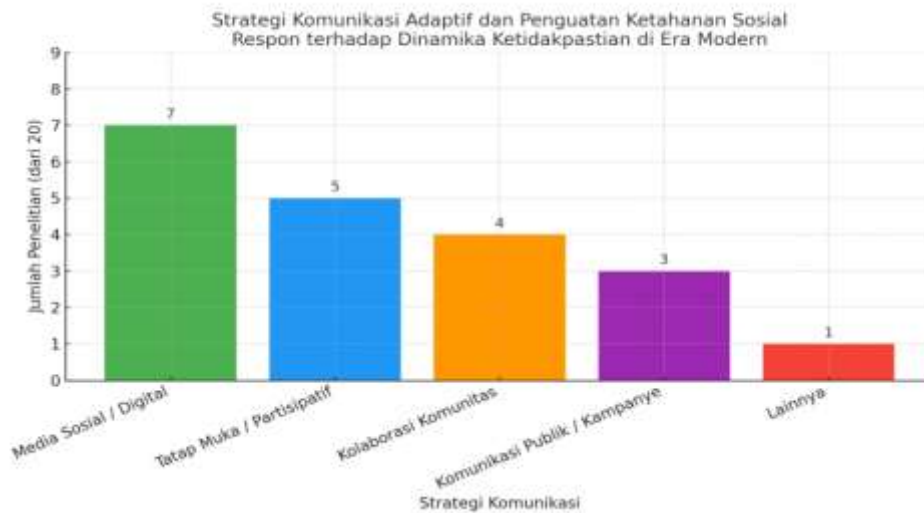 Strategi Komunikasi Adaptif dan Penguatan Ketahanan Sosial
Respon terhadap Dinamika Ketidakpastian di Era Modern
Jumlah Penelitian (dari 20)
9
8
7
6
5
4
3
2
1
0
7
5
4
3
1
Media Sosial / Digital
Tatap Muka / Partisipatif
Kolaborasi Komunitas
Komunikasi Publik / Kampanye
Lainnya
Strategi Komunikasi